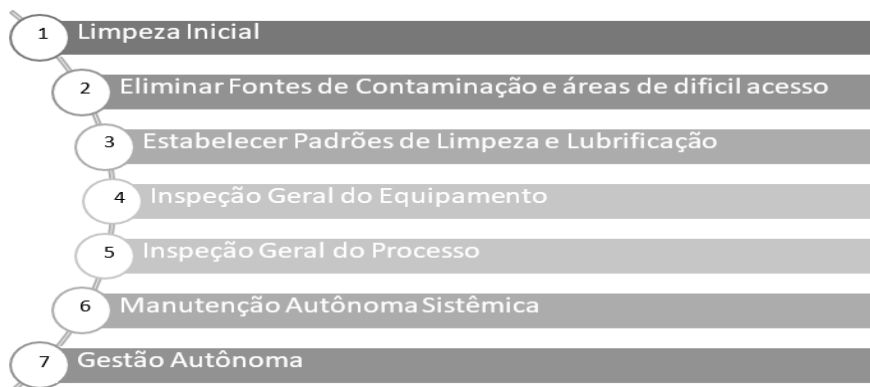 1 Limpeza Inicial
2 Eliminar Fontes de Contaminação e áreas de dificil acesso
3 Estabelecer Padrões de Limpeza e Lubrificação
4 Inspeção Geral do Equipamento
5 Inspeção Geral do Processo
6 Manutenção Autônoma Sistêmica
7 Gestão Autônoma